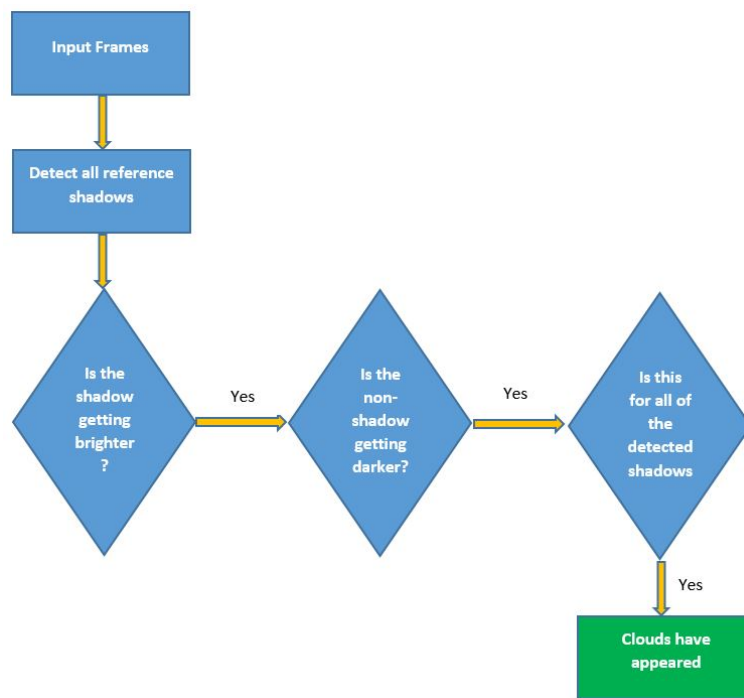 Input Frames
Detect all reference
shadows
Is the
shadow
getting
brighter
?
Yes
Is the
non-
shadow
getting
darker?
Yes
Is this
for all of
the
detected
shadows
Yes
Clouds have
appeared